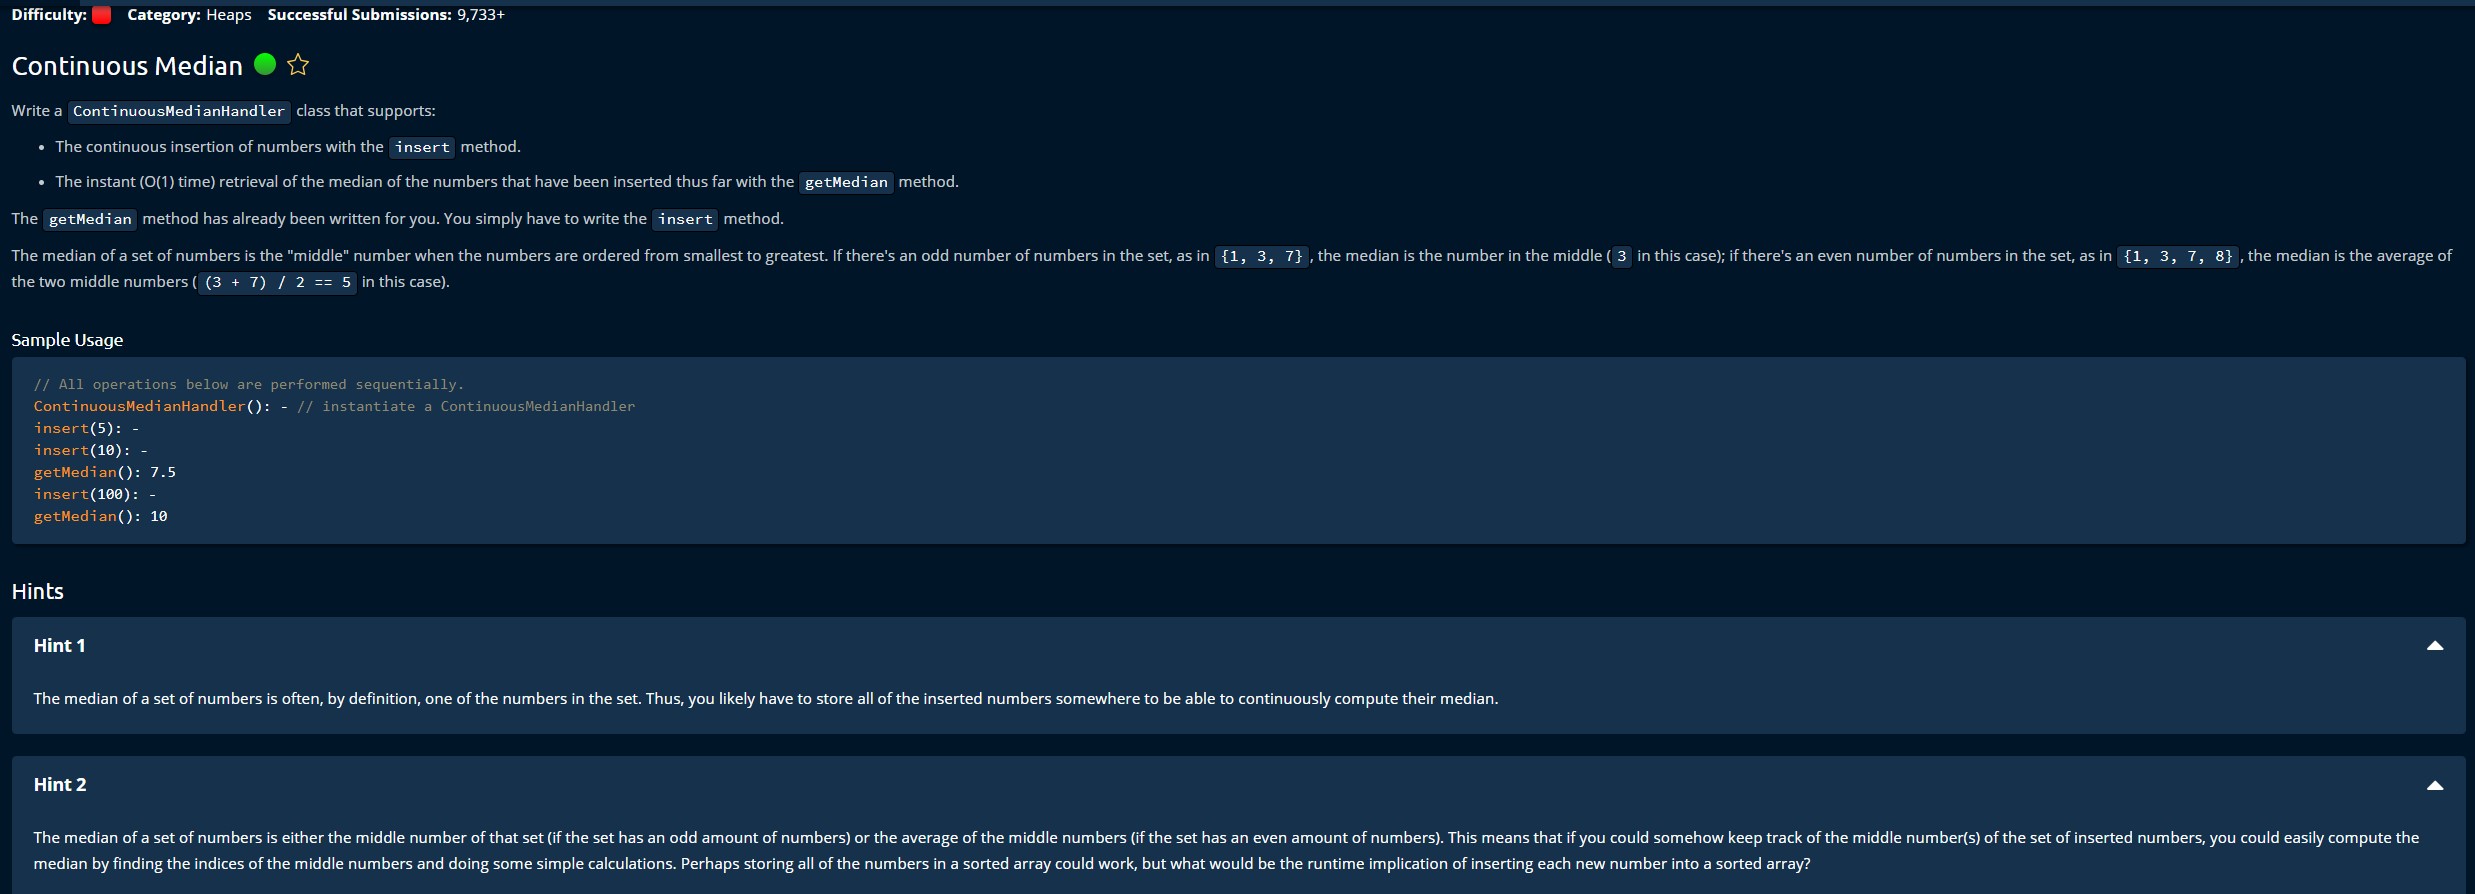 Difficulty: Category: Heaps Successful Submissions: 9,733+
Continuous Median
Write a ContinuousMedianHandler class that supports:
• The continuous insertion of numbers with the insert method.
• The instant (O(1) time) retrieval of the median of the numbers that have been inserted thus far with the getMedian method.
The getMedian method has already been written for you. You simply have to write the insert method.
The median of a set of numbers is the "middle" number when the numbers are ordered from smallest to greatest. If there's an odd number of numbers in the set, as in {1, 3, 7}, the median is the number in the middle (3 in this case); if there's an even number of numbers in the set, as in {1, 3, 7, 8}, the median is the average of
the two middle numbers ( (3 + 7) / 2 == 5 in this case).
Sample Usage
// All operations below are performed sequentially.
ContinuousMedianHandler(): - // instantiate a ContinuousMedianHandler
insert(5): -
insert(10): -
getMedian(): 7.5
insert(100): -
getMedian(): 10
Hints
Hint 1
The median of a set of numbers is often, by definition, one of the numbers in the set. Thus, you likely have to store all of the inserted numbers somewhere to be able to continuously compute their median.
Hint 2
The median of a set of numbers is either the middle number of that set (if the set has an odd amount of numbers) or the average of the middle numbers (if the set has an even amount of numbers). This means that if you could somehow keep track of the middle number(s) of the set of inserted numbers, you could easily compute the
median by finding the indices of the middle numbers and doing some simple calculations. Perhaps storing all of the numbers in a sorted array could work, but what would be the runtime implication of inserting each new number into a sorted array?